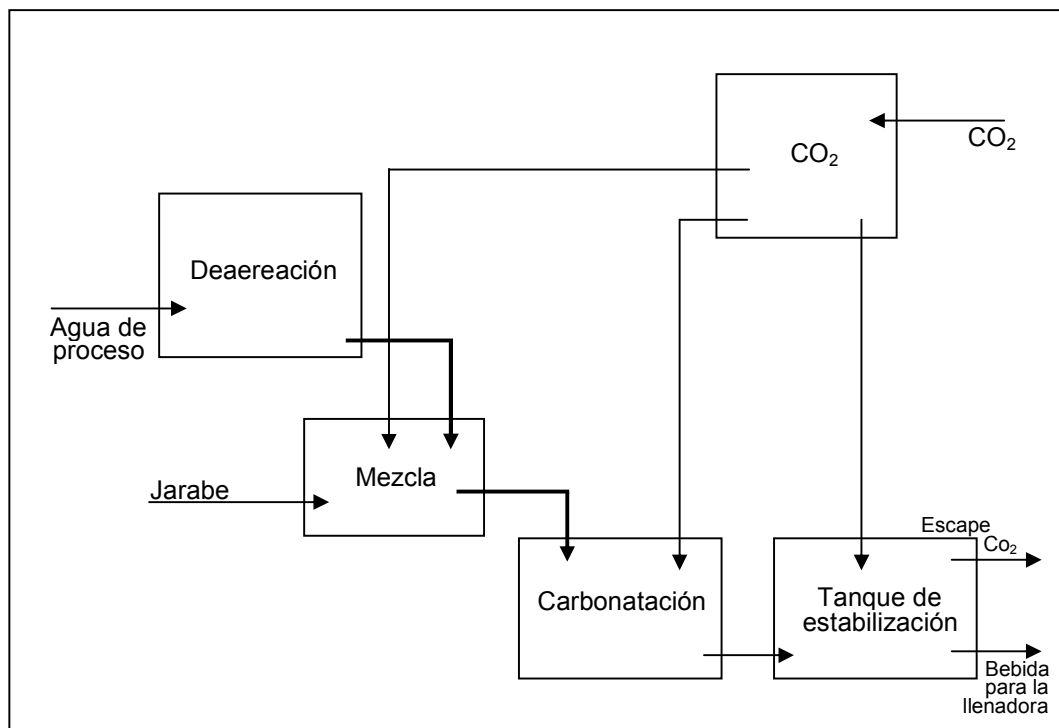 CO₂
CO₂
Deaereación
Agua de
proceso
Mezcla
Jarabe
Escape
Co₂
Carbonatación
Tanque de
estabilización
Bebida
para la
llenadora